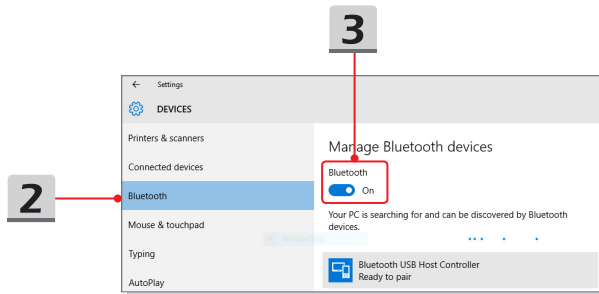 3
← Settings
DEVICES
Printers & scanners
Connected devices
Bluetooth
Mouse & touchpad
Typing
AutoPlay
2
Manage Bluetooth devices
Bluetooth
On
Your PC is searching for and can be discovered by Bluetooth
devices.
Bluetooth USB Host Controller
Ready to pair